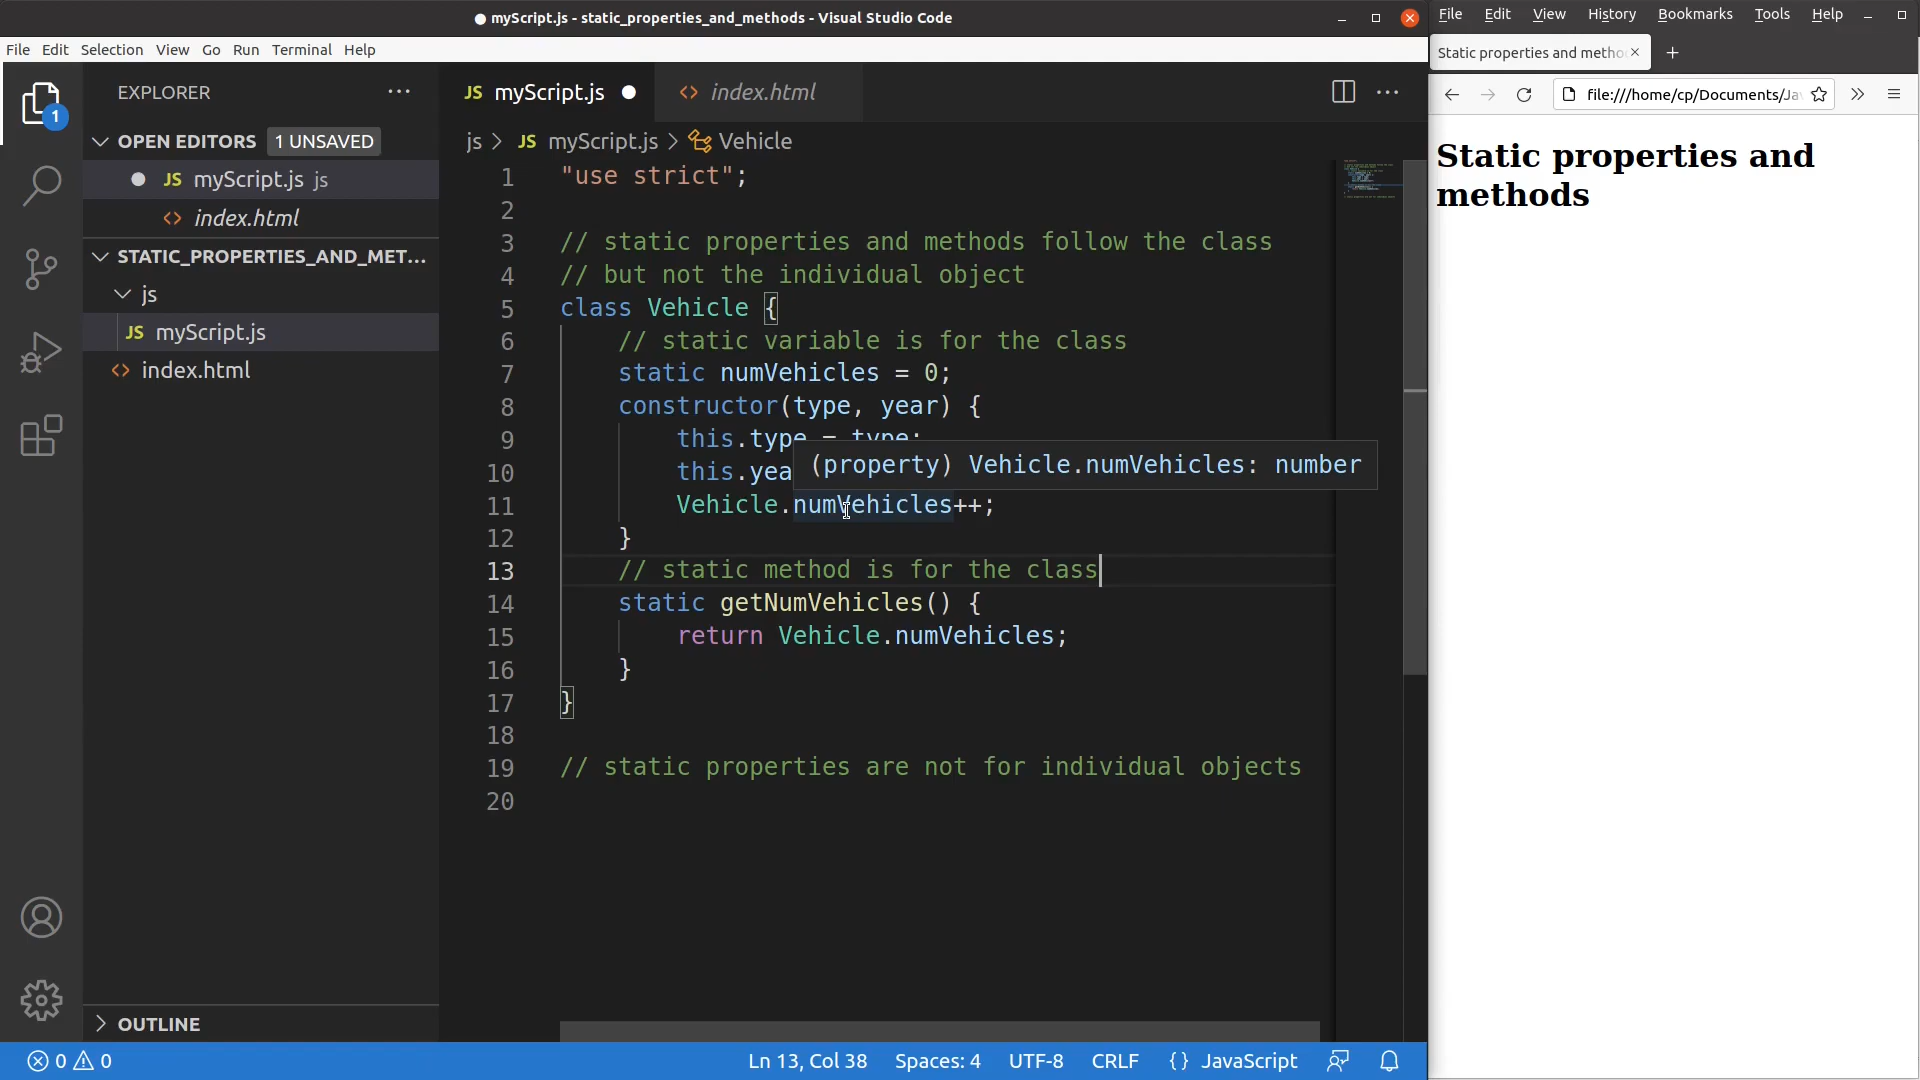 myScript.js - static_properties_and_methods - Visual Studio Code
File Edit Selection View Go Run Terminal Help
EXPLORER
1
OPEN EDITORS 1 UNSAVED
JS myScript.js js
<> index.html
STATIC_PROPERTIES_AND_MET...
js
JS myScript.js
<> index.html
OUTLINE
JS myScript.js
<> index.html
js > JS myScript.js > Vehicle
1 "use strict";
2
3 // static properties and methods follow the class
4 // but not the individual object
5 class Vehicle {
6 // static variable is for the class
7 static numVehicles = 0;
8 constructor(type, year) {
9 this.type = type;
(property) Vehicle.numVehicles: number
10 this.yea
11 Vehicle.numVehicles++;
12 }
13 // static method is for the class
14 static getNumVehicles() {
15 return Vehicle.numVehicles;
16 }
17 }
18
19 // static properties are not for individual objects
20
0 0 Ln 13, Col 38 Spaces: 4 UTF-8 CRLF {} JavaScript
File Edit View History Bookmarks Tools Help
Static properties and metho
file:///home/cp/Documents/Ja
Static properties and
methods